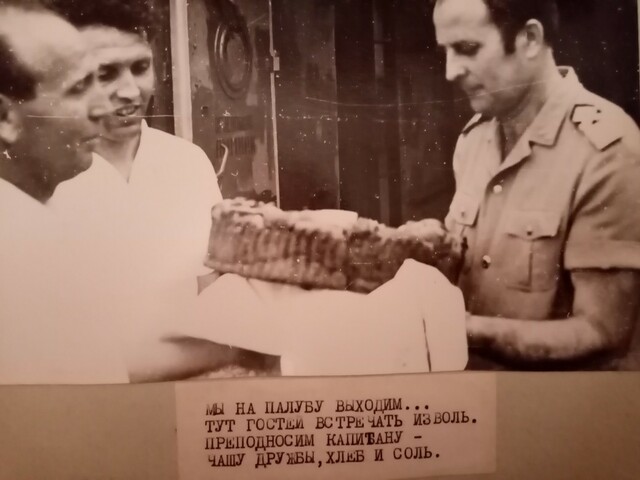 МЫ НА ПАЛУБУ ВЫХОДИМ...
ТУТ ГОСТЕЙ ВСТРЕЧАТЬ ИЗВОЛЬ.
ПРЕПОДНОСИМ КАПИТАНУ –
ЧАШУ ДРУЖБЫ, ХЛЕБ И СОЛЬ.